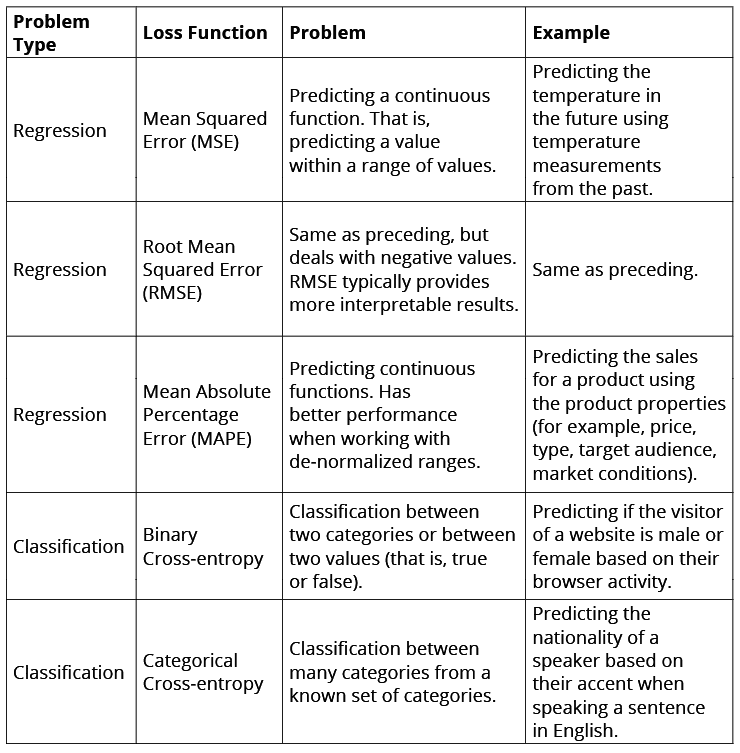 Problem Type
Loss Function
Problem
Example
Regression
Mean Squared
Error (MSE)
Predicting a continuous
function. That is,
predicting a value
within a range of values.
Predicting the
temperature in
the future using
temperature
measurements
from the past.
Regression
Root Mean
Squared Error
(RMSE)
Same as preceding, but
deals with negative values.
RMSE typically provides
more interpretable results.
Same as preceding.
Regression
Mean Absolute
Percentage
Error (MAPE)
Predicting continuous
functions. Has
better performance
when working with
de-normalized ranges.
Predicting the sales
for a product using
the product properties
(for example, price,
type, target audience,
market conditions).
Classification
Binary
Cross-entropy
Classification between
two categories or between
two values (that is, true
or false).
Predicting if the visitor
of a website is male or
female based on their
browser activity.
Classification
Categorical
Cross-entropy
Classification between
many categories from a
known set of categories.
Predicting the
nationality of a
speaker based on
their accent when
speaking a sentence
in English.